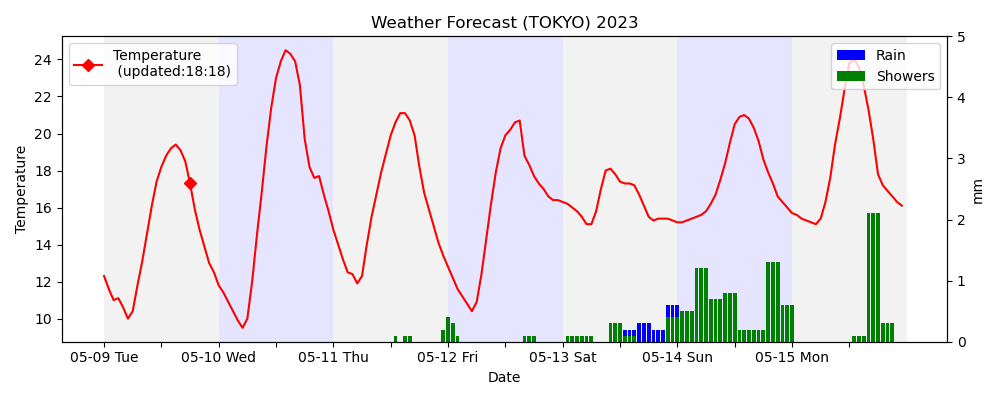 Weather Forecast (TOKYO) 2023
Temperature
(updated:18:18)
Rain
Showers
24
22
20
18
16
14
12
10
Temperature
5
4
3
2
1
0
mm
05-09 Tue
05-10 Wed
05-11 Thu
05-12 Fri
05-13 Sat
05-14 Sun
05-15 Mon
Date